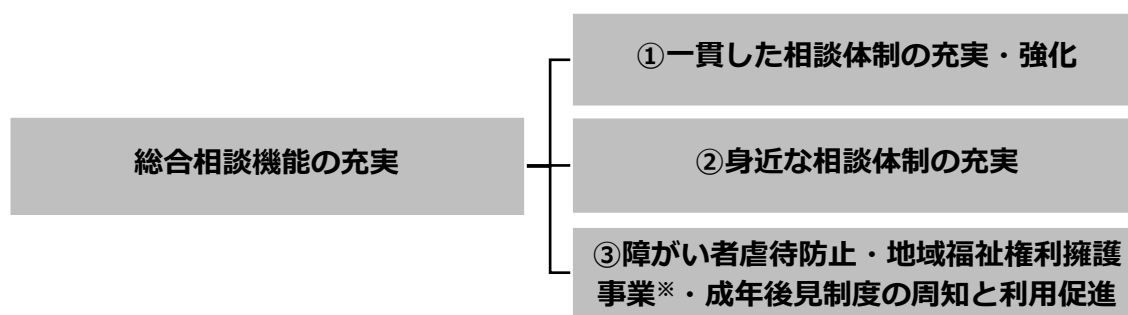 ①一貫した相談体制の充実・強化
総合相談機能の充実
②身近な相談体制の充実
③障がい者虐待防止・地域福祉権利擁護
事業※・成年後見制度の周知と利用促進